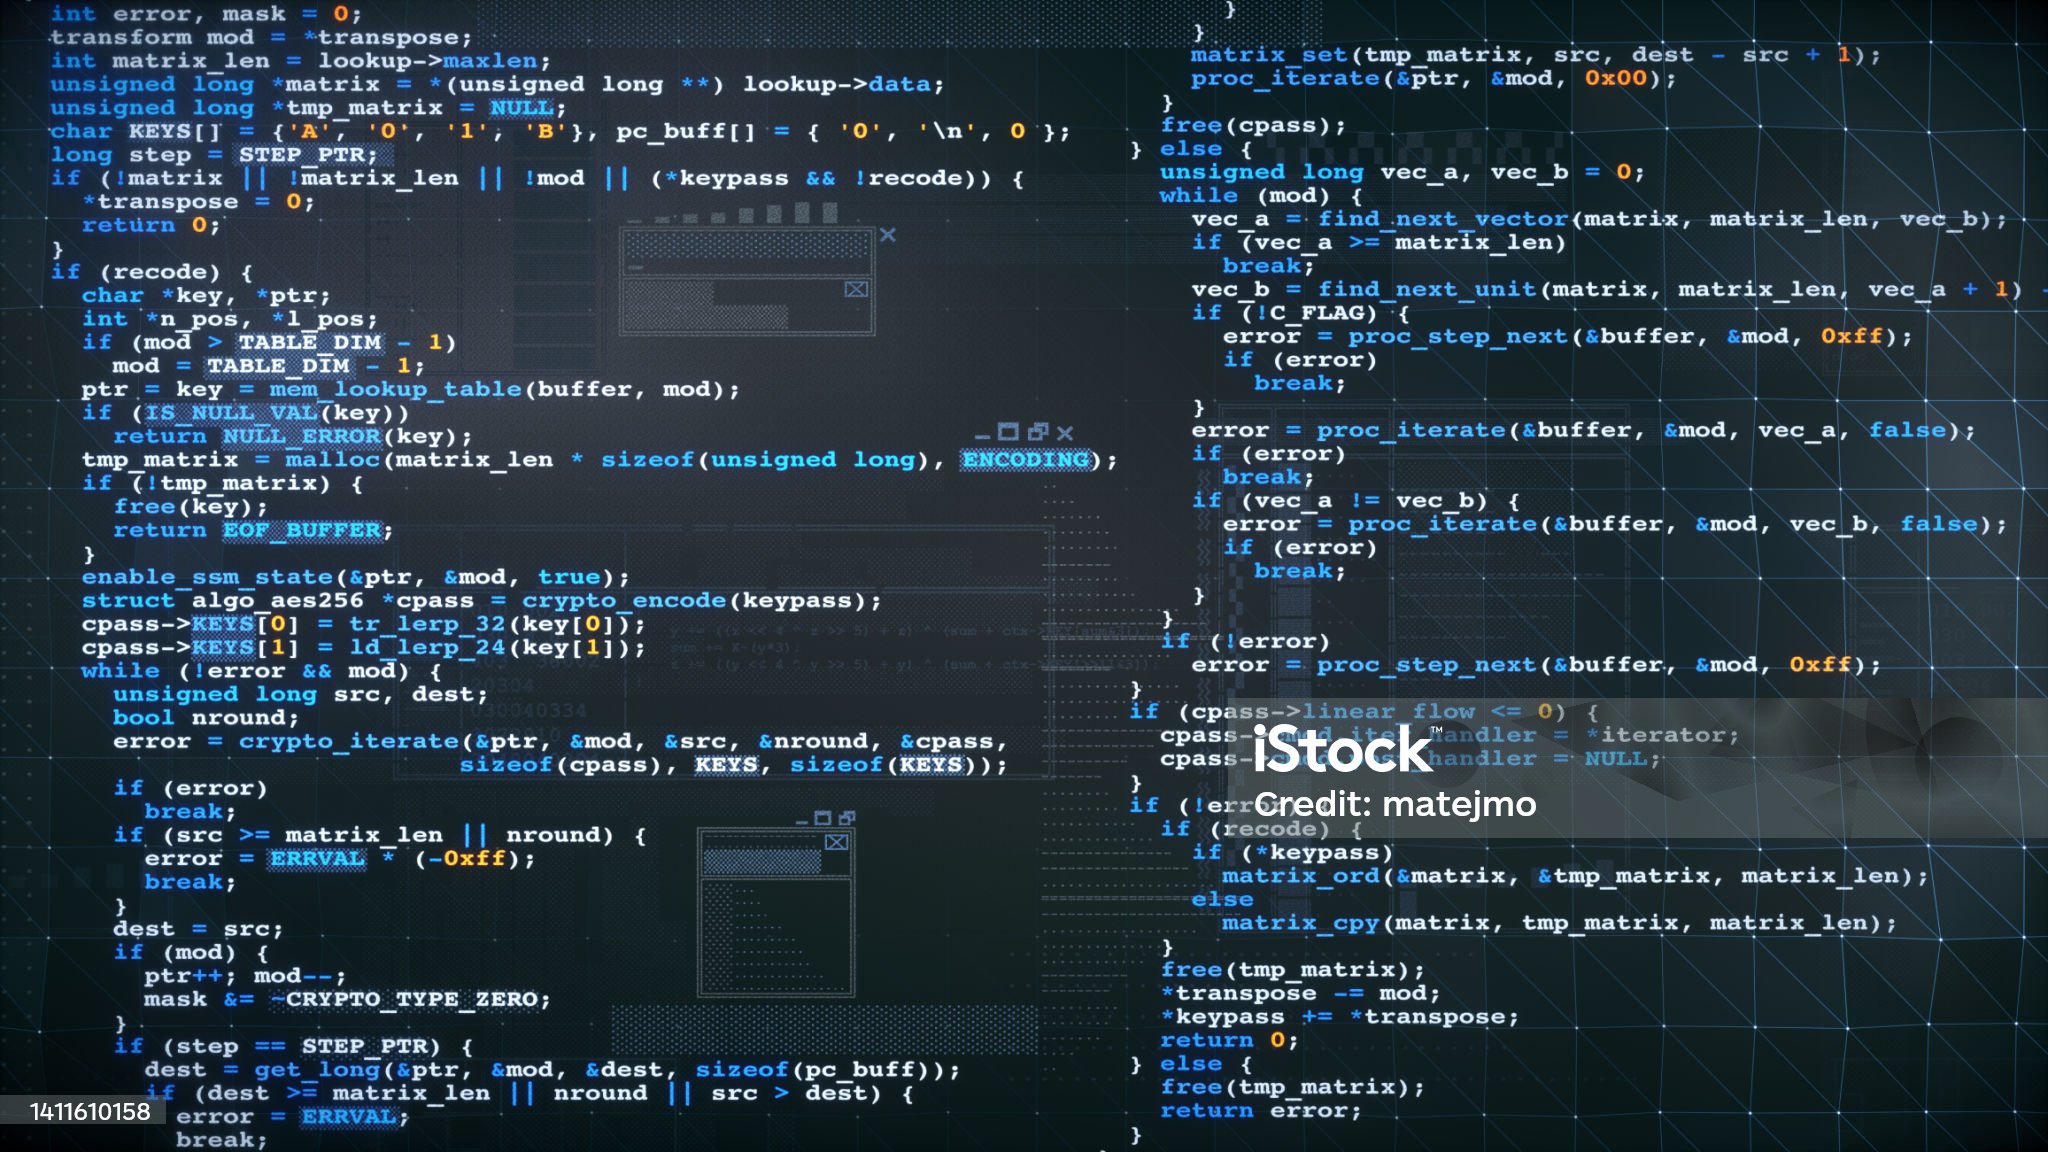 int error, mask = 0;
transform mod = *transpose;
int matrix_len = lookup->maxlen;
unsigned long *matrix = *(unsigned long **) lookup->data;
unsigned long *tmp_matrix = NULL;
char KEYS[] = {'A', '0', '1', 'B'}, pc_buff[] = { '0', '\n', 0 };
long step = STEP_PTR;
if (!matrix || !matrix_len || !mod || (*keypass && !recode)) {
*transpose = 0;
return 0;
}
if (recode) {
char *key, *ptr;
int *n_pos, *l_pos;
if (mod > TABLE_DIM - 1)
mod = TABLE_DIM - 1;
ptr = key = mem_lookup_table(buffer, mod);
if (IS_NULL_VAL(key))
return NULL_ERROR(key);
tmp_matrix = malloc(matrix_len * sizeof(unsigned long), ENCODING);
if (!tmp_matrix) {
free(key);
return EOF_BUFFER;
}
enable_ssm_state(&ptr, &mod, true);
struct algo_aes256 *cpass = crypto_encode(keypass);
cpass->KEYS[0] = tr_lerp_32(key[0]);
cpass->KEYS[1] = ld_lerp_24(key[1]);
while (!error && mod) {
unsigned long src, dest;
bool nround;
error = crypto_iterate(&ptr, &mod, &src, &nround, &cpass,
sizeof(cpass), KEYS, sizeof(KEYS));
if (error)
break;
if (src >= matrix_len || nround) {
error = ERRVAL * (-0xff);
break;
}
dest = src;
if (mod) {
ptr++; mod--;
mask &= ~CRYPTO_TYPE_ZERO;
}
if (step == STEP_PTR) {
dest = get_long(&ptr, &mod, &dest, sizeof(pc_buff));
if (dest >= matrix_len || nround || src > dest) {
error = ERRVAL;
break;
}
}
matrix_set(tmp_matrix, src, dest - src + 1);
proc_iterate(&ptr, &mod, 0x00);
}
free(cpass);
} else {
unsigned long vec_a, vec_b = 0;
while (mod) {
vec_a = find_next_vector(matrix, matrix_len, vec_b);
if (vec_a >= matrix_len)
break;
vec_b = find_next_unit(matrix, matrix_len, vec_a + 1) -
if (!C_FLAG) {
error = proc_step_next(&buffer, &mod, 0xff);
if (error)
break;
}
error = proc_iterate(&buffer, &mod, vec_a, false);
if (error)
break;
if (vec_a != vec_b) {
error = proc_iterate(&buffer, &mod, vec_b, false);
if (error)
break;
}
}
if (!error)
error = proc_step_next(&buffer, &mod, 0xff);
}
if (cpass->linear_flow <= 0) {
cpass- handler = *iterator;
cpass- handler = NULL;
}
if (!error)
if (recode) {
if (*keypass)
matrix_ord(&matrix, &tmp_matrix, matrix_len);
else
matrix_cpy(matrix, tmp_matrix, matrix_len);
}
free(tmp_matrix);
*transpose -= mod;
*keypass += *transpose;
return 0;
} else {
free(tmp_matrix);
return error;
}
iStock™
Credit: matejmo
1411610158